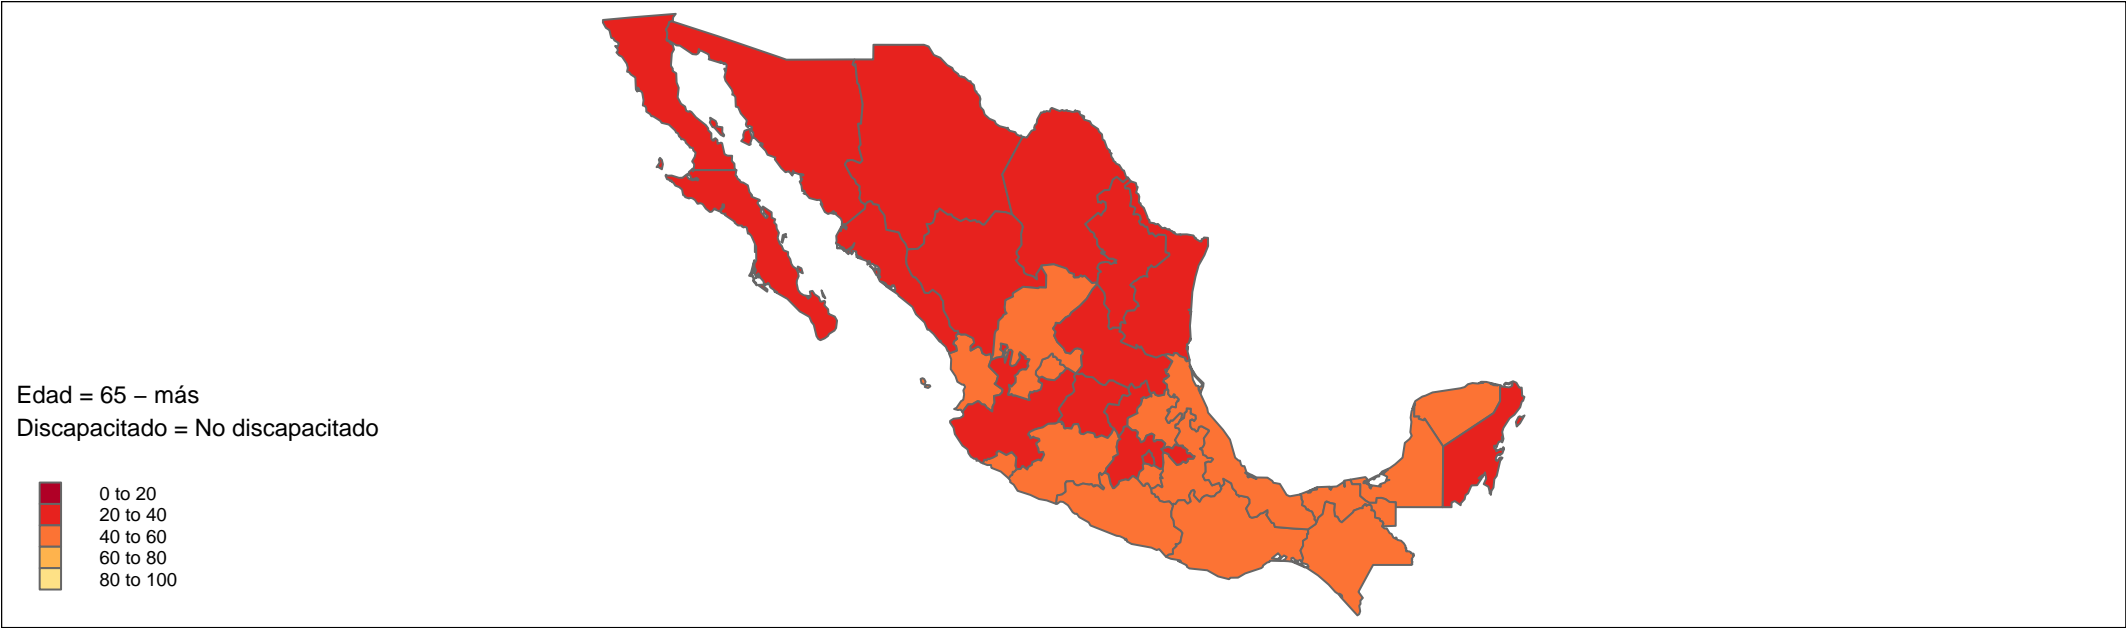 Edad = 65 − más
Discapacitado = No discapacitado
0 to 20
20 to 40
40 to 60
60 to 80
80 to 100